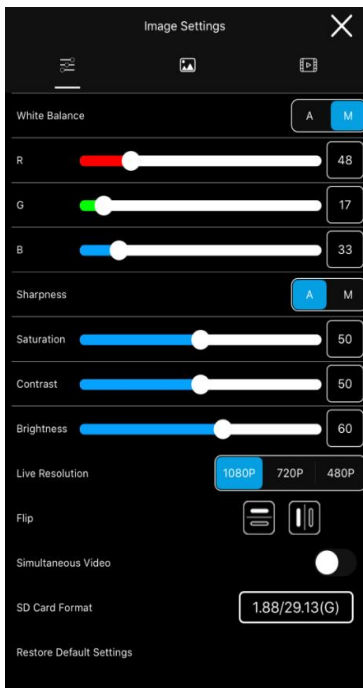 Image Settings
White Balance A M
R 48
G 17
B 33
Sharpness A M
Saturation 50
Contrast 50
Brightness 60
Live Resolution 1080P 720P 480P
Flip
Simultaneous Video
SD Card Format 1.88/29.13(G)
Restore Default Settings